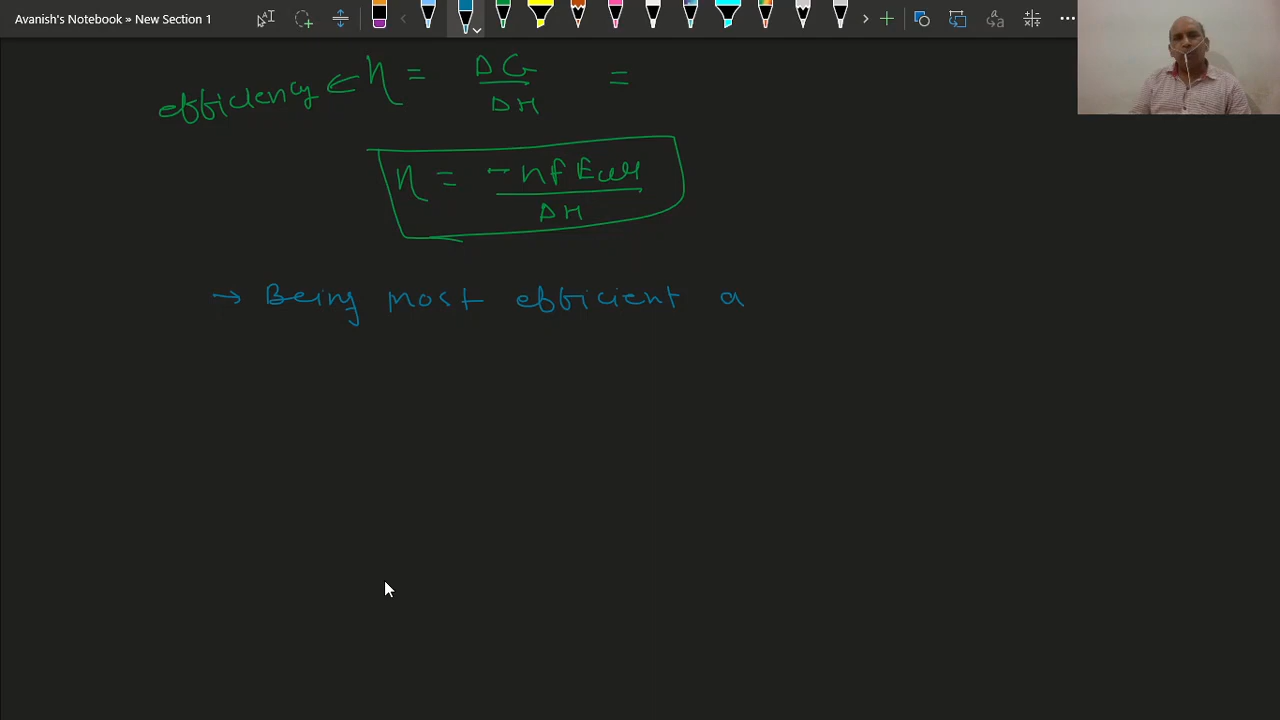 Avanish's Notebook » New Section 1
efficiency ← η = ΔG/ΔH =
η = -nFEcell/ΔH
→ Being most efficient a